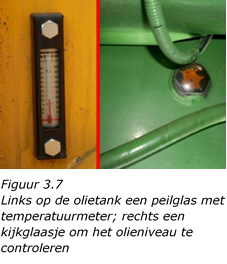 Figuur 3.7
Links op de olietank een peilglas met
temperatuurmeter; rechts een
kijkglaasje om het olieniveau te
controleren